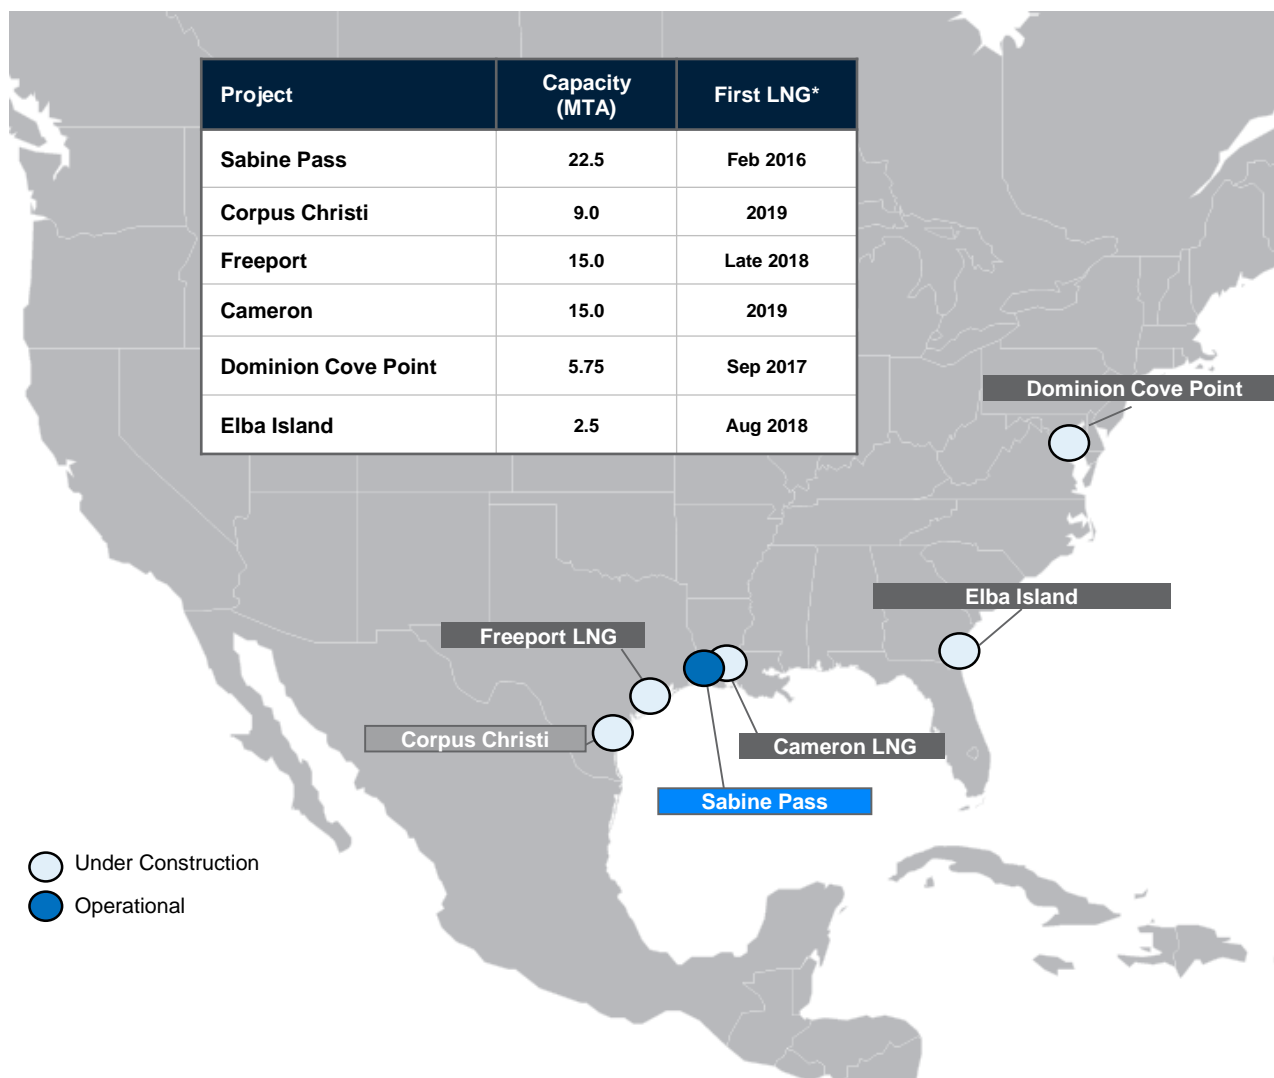 Project Capacity (MTA) First LNG*
Sabine Pass 22.5 Feb 2016
Corpus Christi 9.0 2019
Freeport 15.0 Late 2018
Cameron 15.0 2019
Dominion Cove Point 5.75 Sep 2017
Elba Island 2.5 Aug 2018
Dominion Cove Point
Elba Island
Freeport LNG
Corpus Christi
Cameron LNG
Sabine Pass
Under Construction
Operational